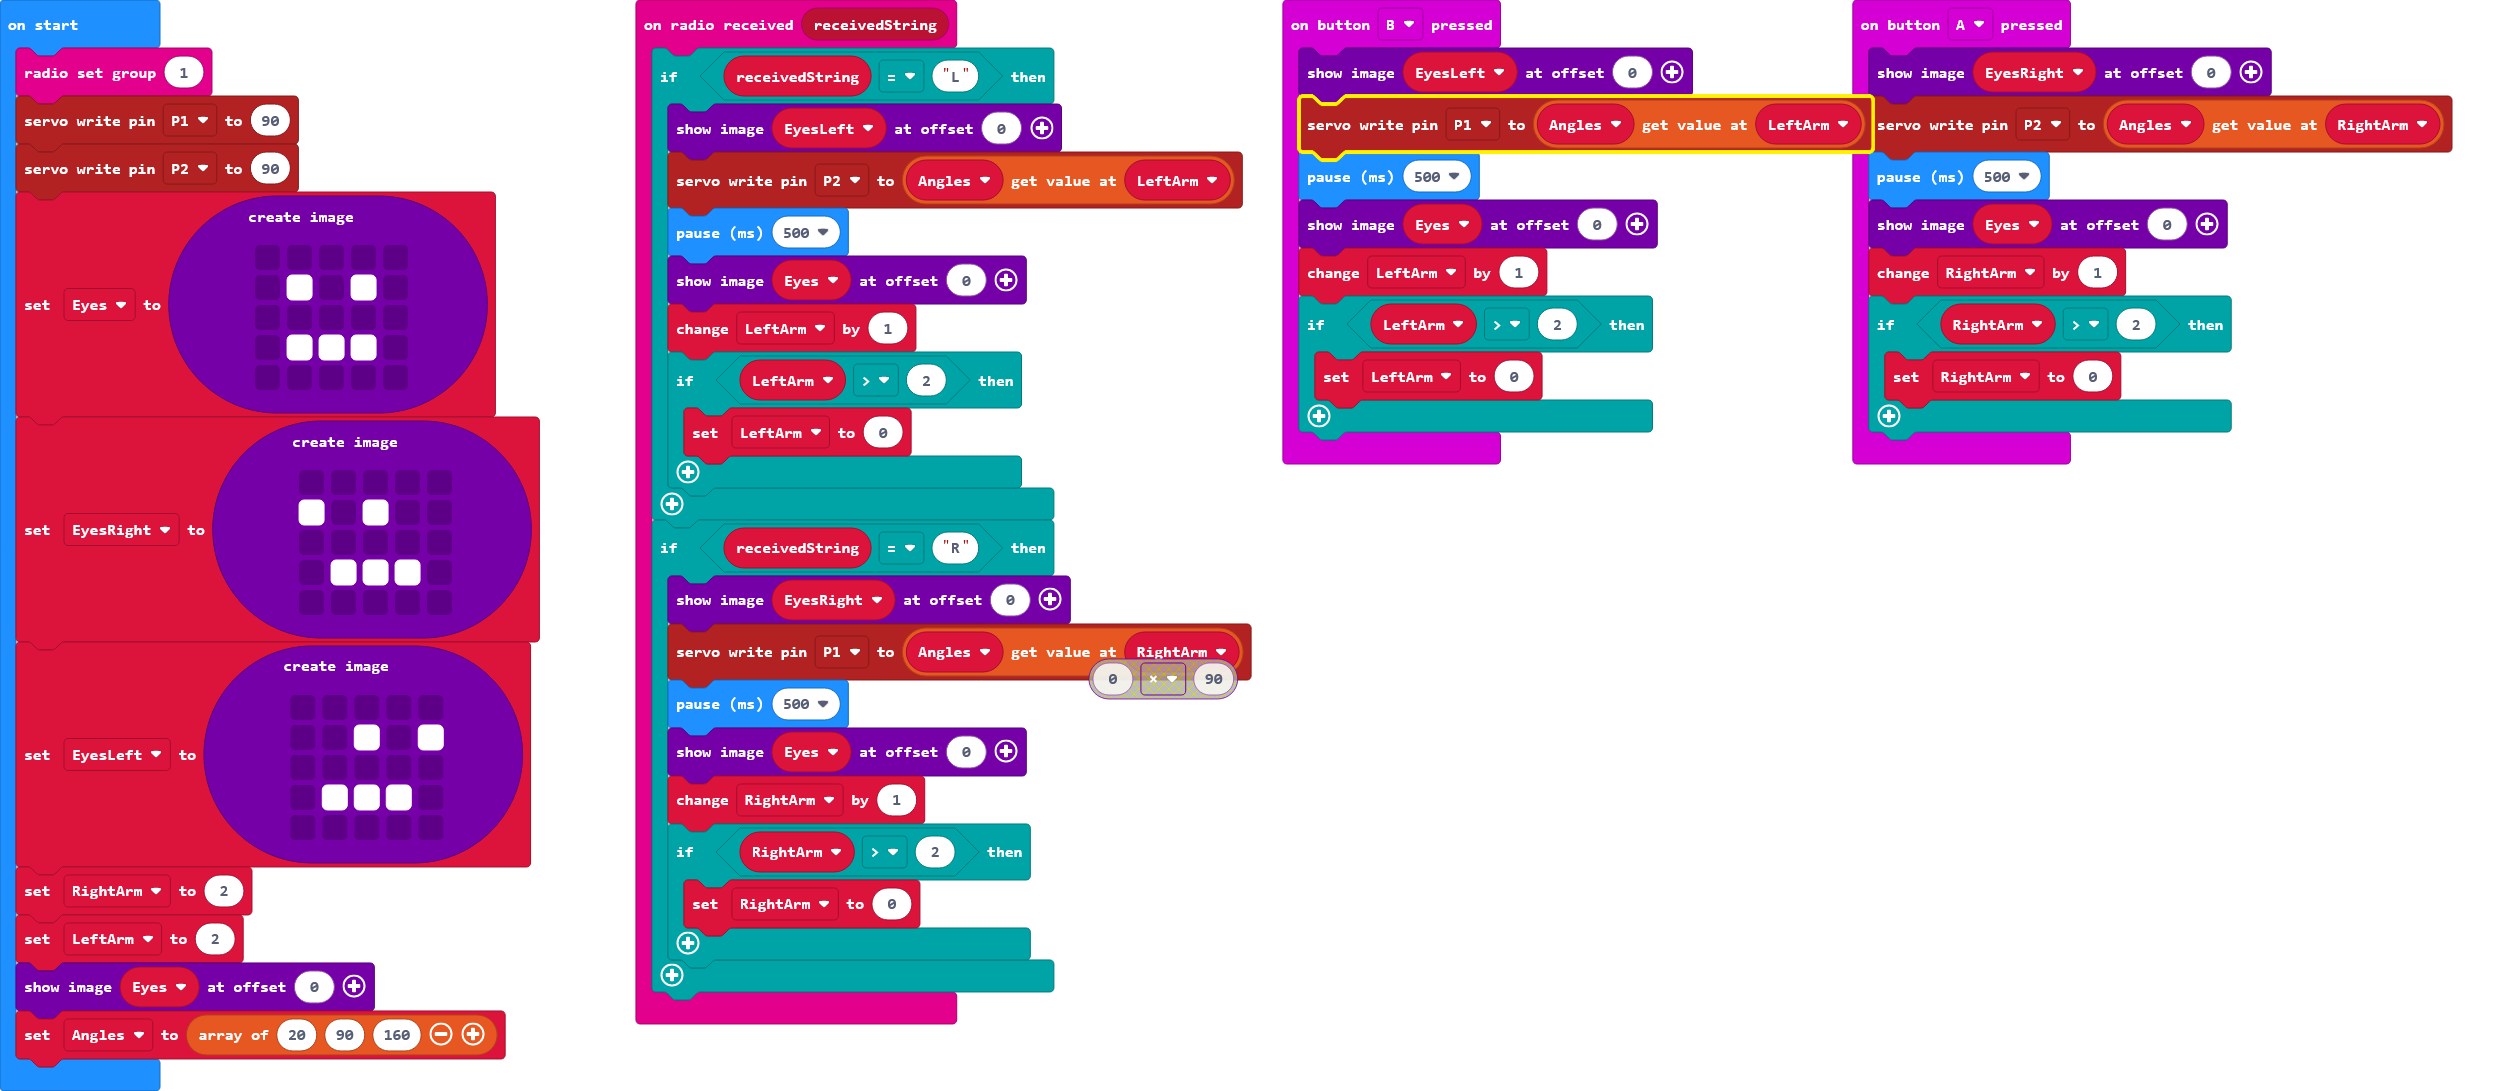 on start
radio set group 1
servo write pin P1 to 90
servo write pin P2 to 90
set Eyes to create image
set EyesRight to create image
set EyesLeft to create image
set RightArm to 2
set LeftArm to 2
show image Eyes at offset 0
set Angles to array of 20 90 160
on radio received receivedString
if receivedString = "L" then
show image EyesLeft at offset 0
servo write pin P2 to Angles get value at LeftArm
pause (ms) 500
show image Eyes at offset 0
change LeftArm by 1
if LeftArm > 2 then
set LeftArm to 0
if receivedString = "R" then
show image EyesRight at offset 0
servo write pin P1 to Angles get value at RightArm
0 × 90
pause (ms) 500
show image Eyes at offset 0
change RightArm by 1
if RightArm > 2 then
set RightArm to 0
on button B pressed
show image EyesLeft at offset 0
servo write pin P1 to Angles get value at LeftArm
pause (ms) 500
show image Eyes at offset 0
change LeftArm by 1
if LeftArm > 2 then
set LeftArm to 0
on button A pressed
show image EyesRight at offset 0
servo write pin P2 to Angles get value at RightArm
pause (ms) 500
show image Eyes at offset 0
change RightArm by 1
if RightArm > 2 then
set RightArm to 0